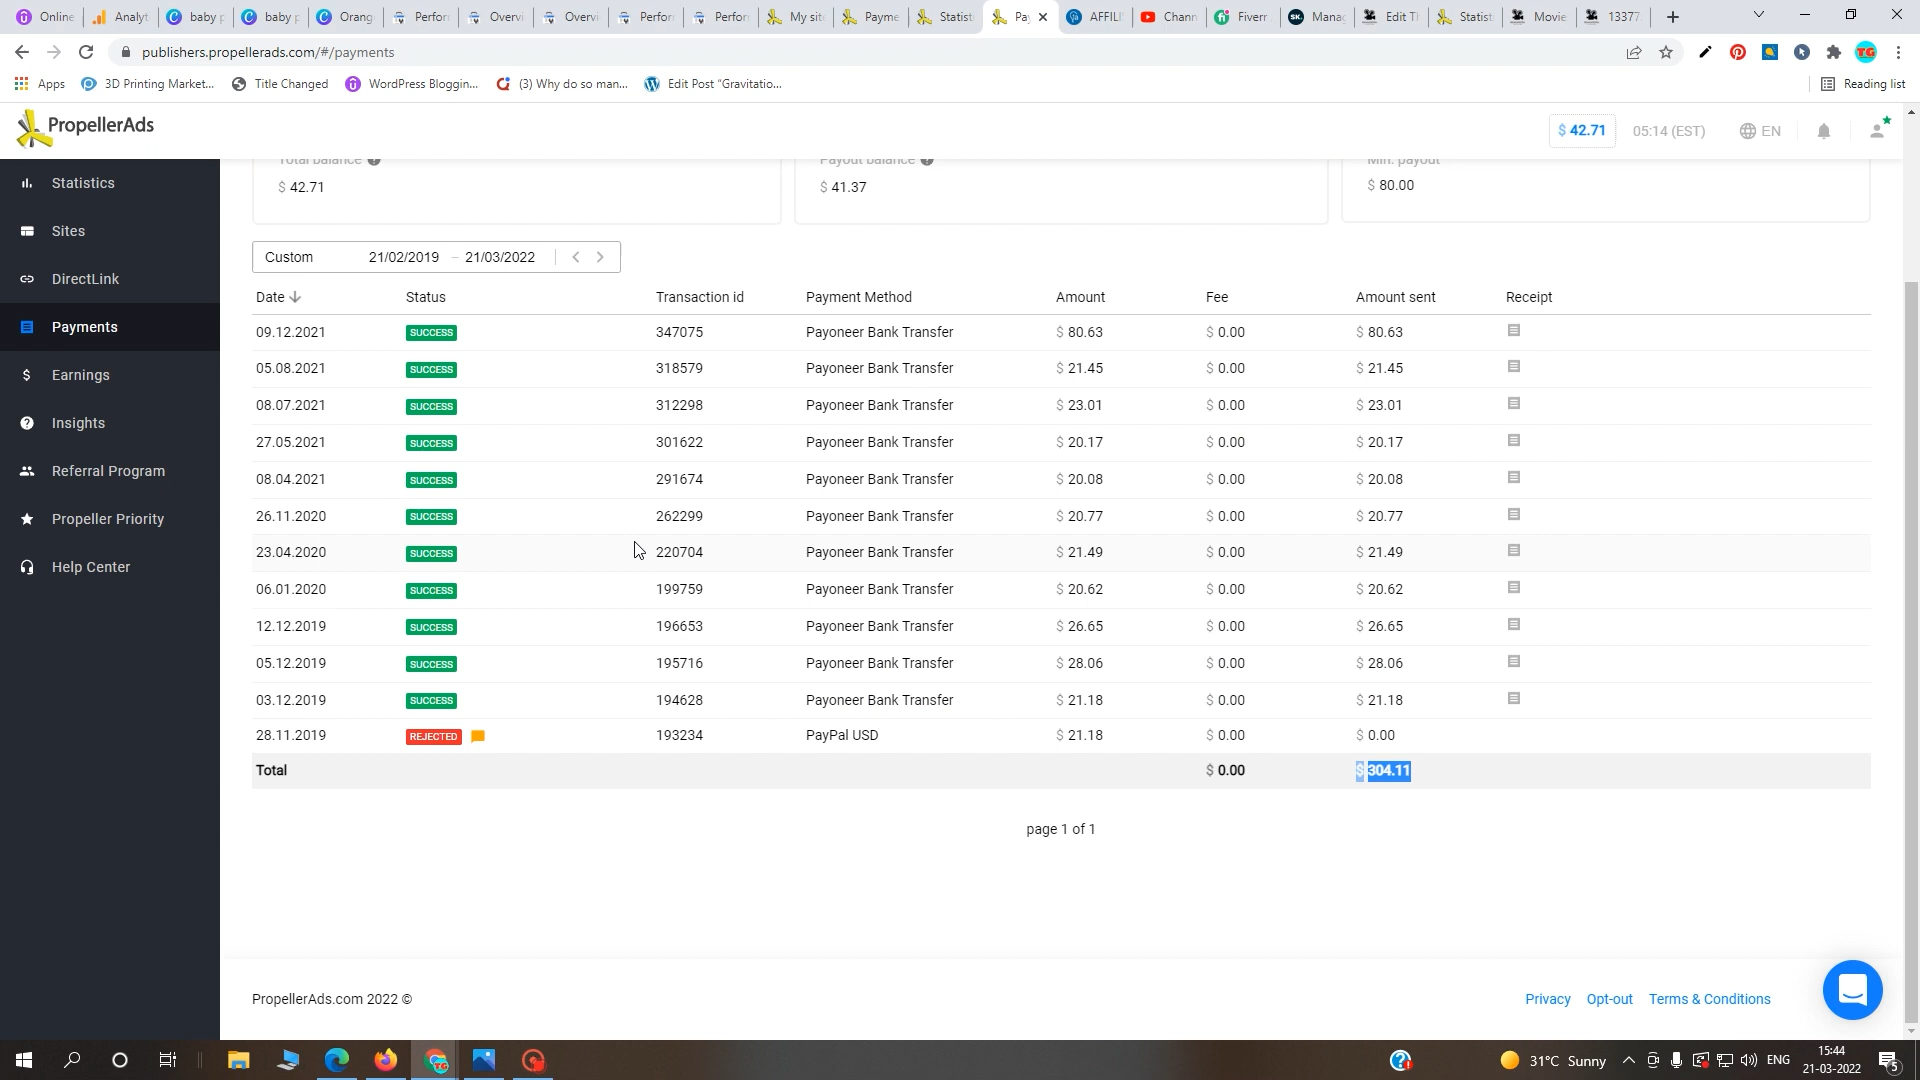 Online Analyt baby p baby p Orang Perforr Overvi Overvi Perforr Perforr My site Payme Statisti Pay AFFILI Chann Fiverr Manag Edit Th Statisti Movie 13377
publishers.propellerads.com/#/payments
Apps 3D Printing Market... Title Changed WordPress Bloggin... (3) Why do so man... Edit Post “Gravitatio... Reading list
PropellerAds $ 42.71 05:14 (EST) EN
Total balance Payout balance Min. payout
$ 42.71 $ 41.37 $ 80.00
Statistics
Sites
DirectLink
Payments
Earnings
Insights
Referral Program
Propeller Priority
Help Center
Custom 21/02/2019 – 21/03/2022
Date Status Transaction id Payment Method Amount Fee Amount sent Receipt
09.12.2021 SUCCESS 347075 Payoneer Bank Transfer $ 80.63 $ 0.00 $ 80.63
05.08.2021 SUCCESS 318579 Payoneer Bank Transfer $ 21.45 $ 0.00 $ 21.45
08.07.2021 SUCCESS 312298 Payoneer Bank Transfer $ 23.01 $ 0.00 $ 23.01
27.05.2021 SUCCESS 301622 Payoneer Bank Transfer $ 20.17 $ 0.00 $ 20.17
08.04.2021 SUCCESS 291674 Payoneer Bank Transfer $ 20.08 $ 0.00 $ 20.08
26.11.2020 SUCCESS 262299 Payoneer Bank Transfer $ 20.77 $ 0.00 $ 20.77
23.04.2020 SUCCESS 220704 Payoneer Bank Transfer $ 21.49 $ 0.00 $ 21.49
06.01.2020 SUCCESS 199759 Payoneer Bank Transfer $ 20.62 $ 0.00 $ 20.62
12.12.2019 SUCCESS 196653 Payoneer Bank Transfer $ 26.65 $ 0.00 $ 26.65
05.12.2019 SUCCESS 195716 Payoneer Bank Transfer $ 28.06 $ 0.00 $ 28.06
03.12.2019 SUCCESS 194628 Payoneer Bank Transfer $ 21.18 $ 0.00 $ 21.18
28.11.2019 REJECTED 193234 PayPal USD $ 21.18 $ 0.00 $ 0.00
Total $ 0.00 $ 304.11
page 1 of 1
PropellerAds.com 2022 © Privacy Opt-out Terms & Conditions
31°C Sunny ENG 15:44
21-03-2022 5